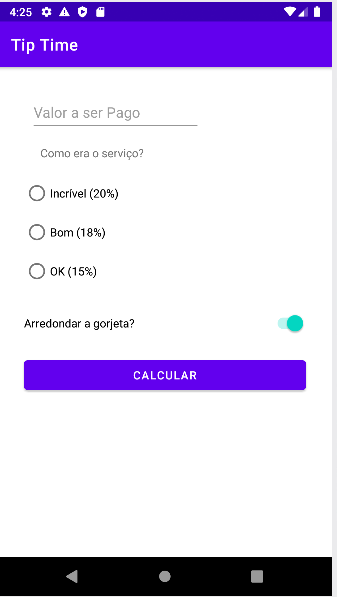 4:25
Tip Time
Valor a ser Pago
Como era o serviço?
Incrível (20%)
Bom (18%)
OK (15%)
Arredondar a gorjeta?
CALCULAR